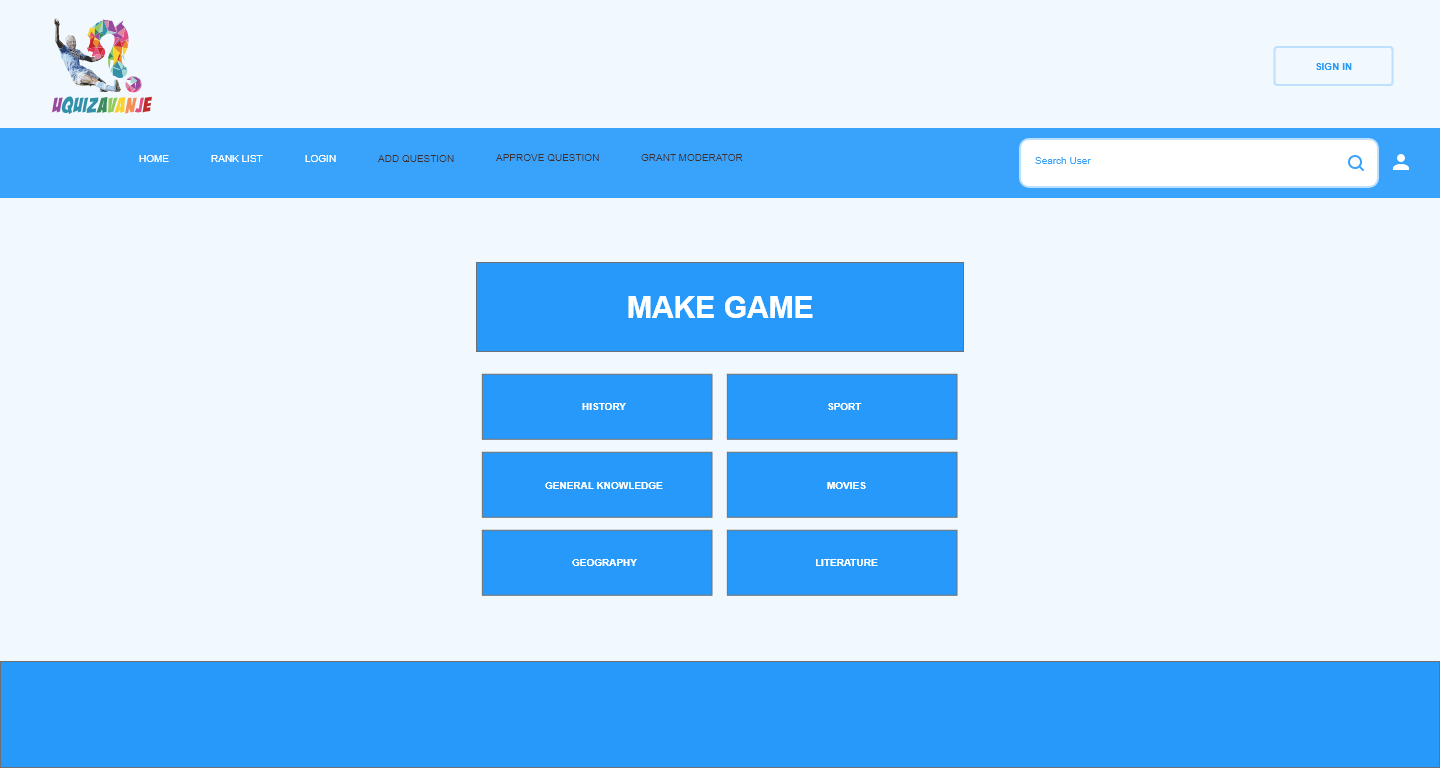 UQUIZAVANJE
SIGN IN
HOME RANK LIST LOGIN ADD QUESTION APPROVE QUESTION GRANT MODERATOR Search User
MAKE GAME
HISTORY SPORT
GENERAL KNOWLEDGE MOVIES
GEOGRAPHY LITERATURE